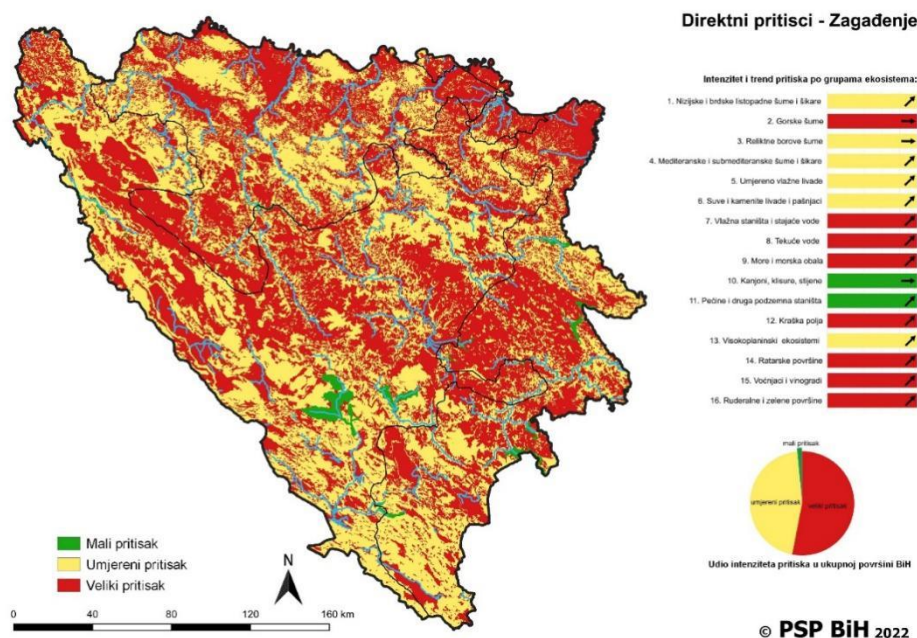 Direktni pritisci - Zagađenje
Intenzitet i trend pritiska po grupama ekosistema:
1. Nizijske i brdske listopadne šume i šikare
2. Gorske šume
3. Reliktne borove šume
4. Mediteranske i submediteranske šume i šikare
5. Umjereno vlažne livade
6. Suve i kamenite livade i pašnjaci
7. Vlažna staništa i stajaće vode
8. Tekuće vode
9. More i morska obala
10. Kanjoni, klisure, stijene
11. Pećine i druga podzemna staništa
12. Kraška polja
13. Visokoplaninski ekosistemi
14. Ratarske površine
15. Voćnjaci i vinogradi
16. Ruderalne i zelene površine
mali pritisak
umjereni pritisak
veliki pritisak
Udio intenziteta pritiska u ukupnoj površini BiH
Mali pritisak
Umjereni pritisak
Veliki pritisak
N
0 40 80 120 160 km
© PSP BiH 2022